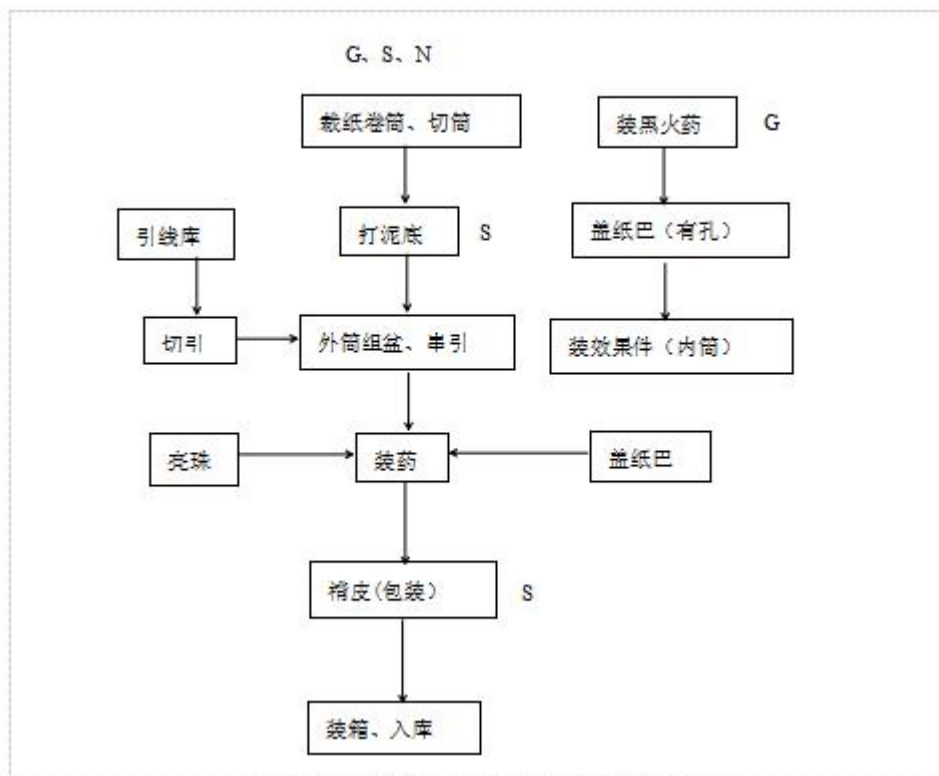 G、S、N
裁纸卷筒、切筒
装黑火药
G
引线库
打泥底
S
盖纸巴（有孔）
切引
外筒组盆、串引
装效果件（内筒）
亮珠
装药
盖纸巴
褙皮(包装）
S
装箱、入库